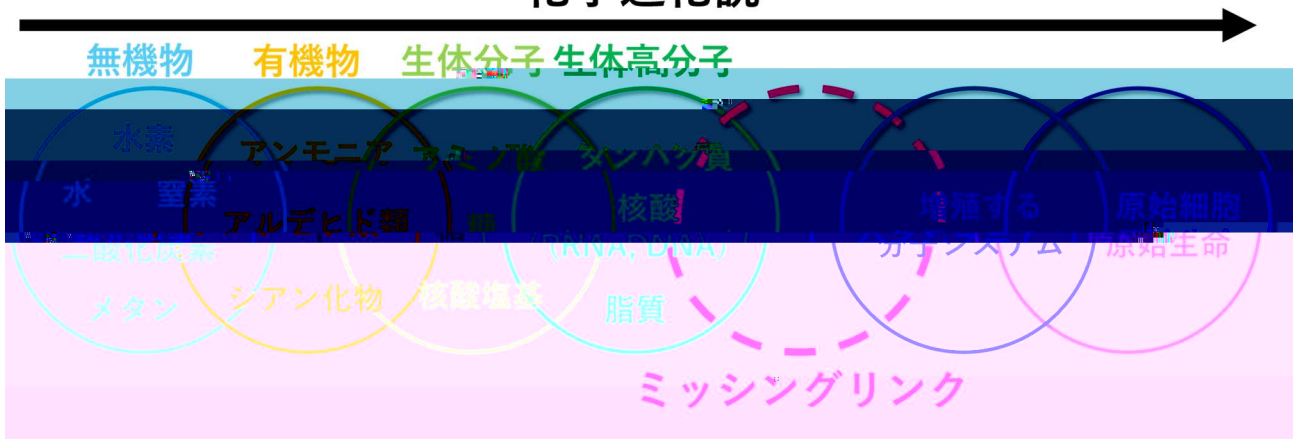 化学進化説
無機物 有機物 生体分子 生体高分子
水素
水 窒素
二酸化炭素
メタン
アンモニア
アルデヒド類
シアン化物
アミノ酸
糖
核酸塩基
タンパク質
核酸
(RNA, DNA)
脂質
ミッシングリンク
増殖する
分子システム
原始細胞
原始生命